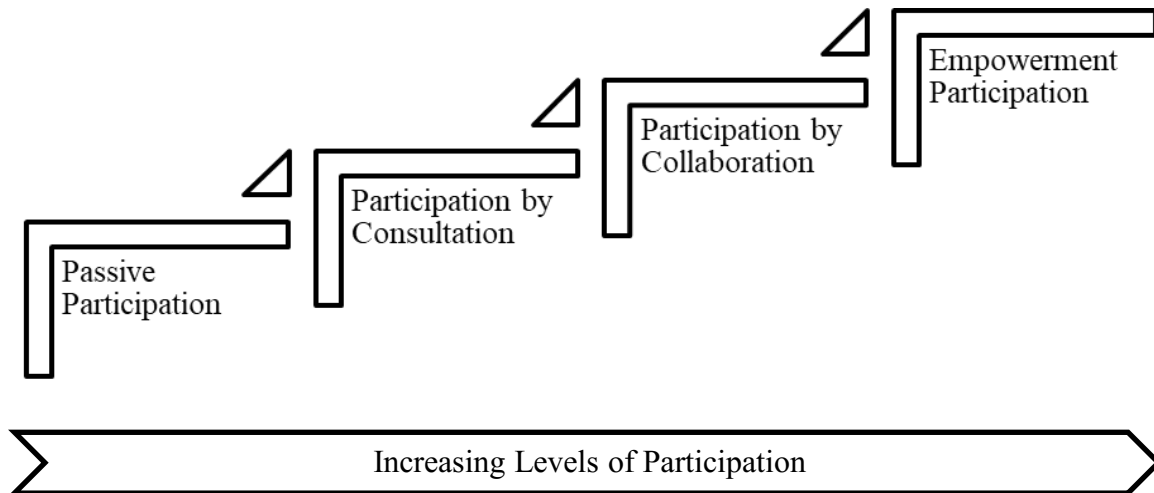 Passive
Participation
Participation by
Consultation
Participation by
Collaboration
Empowerment
Participation
Increasing Levels of Participation